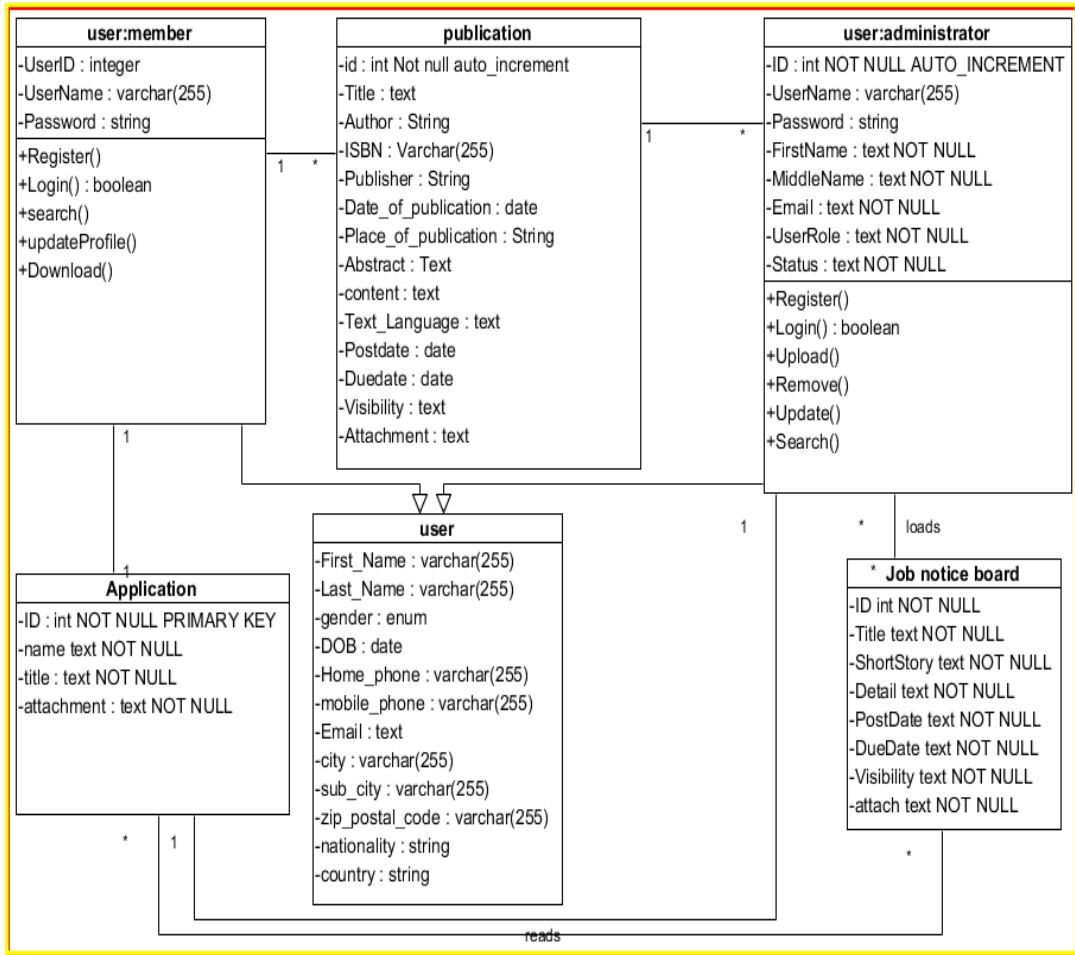 user:member
-UserID : integer
-UserName : varchar(255)
-Password : string
+Register()
+Login() : boolean
+search()
+updateProfile()
+Download()
1
*
publication
-id : int Not null auto_increment
-Title : text
-Author : String
-ISBN : Varchar(255)
-Publisher : String
-Date_of_publication : date
-Place_of_publication : String
-Abstract : Text
-content : text
-Text_Language : text
-Postdate : date
-Duedate : date
-Visibility : text
-Attachment : text
1
*
user:administrator
-ID : int NOT NULL AUTO_INCREMENT
-UserName : varchar(255)
-Password : string
-FirstName : text NOT NULL
-MiddleName : text NOT NULL
-Email : text NOT NULL
-UserRole : text NOT NULL
-Status : text NOT NULL
+Register()
+Login() : boolean
+Upload()
+Remove()
+Update()
+Search()
1
1
Application
-ID : int NOT NULL PRIMARY KEY
-name text NOT NULL
-title : text NOT NULL
-attachment : text NOT NULL
*
1
user
-First_Name : varchar(255)
-Last_Name : varchar(255)
-gender : enum
-DOB : date
-Home_phone : varchar(255)
-mobile_phone : varchar(255)
-Email : text
-city : varchar(255)
-sub_city : varchar(255)
-zip_postal_code : varchar(255)
-nationality : string
-country : string
1
*
loads
*
Job notice board
-ID int NOT NULL
-Title text NOT NULL
-ShortStory text NOT NULL
-Detail text NOT NULL
-PostDate text NOT NULL
-DueDate text NOT NULL
-Visibility text NOT NULL
-attach text NOT NULL
*
reads